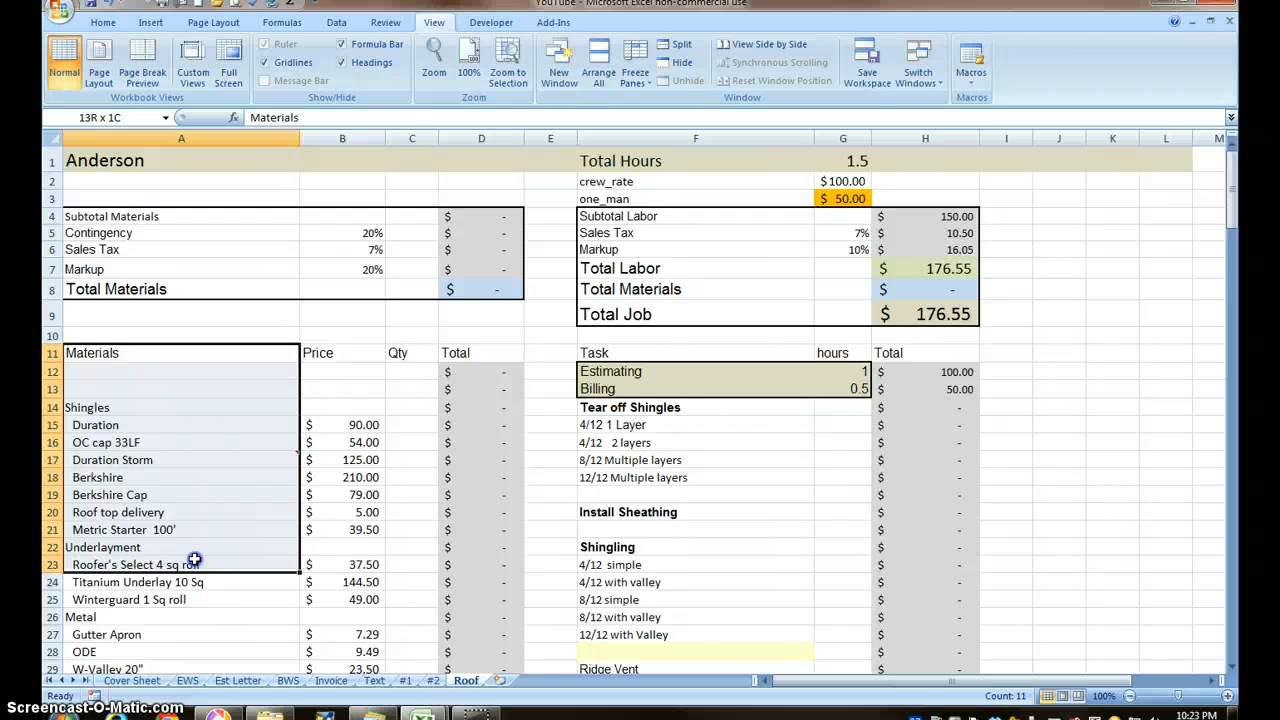 YouTube - Microsoft Excel non-commercial use
Home Insert Page Layout Formulas Data Review View Developer Add-Ins
Normal Page Layout Page Break Preview Custom Views Full Screen
Ruler Formula Bar
Gridlines Headings
Message Bar
Zoom 100% Zoom to Selection
New Window Arrange All Freeze Panes
Split View Side by Side
Hide Synchronous Scrolling
Unhide Reset Window Position
Save Workspace Switch Windows Macros
Workbook Views Show/Hide Zoom Window Macros
13R x 1C fx Materials
A B C D E F G H I J K L M
1 Anderson Total Hours 1.5
2 crew_rate $100.00
3 one_man $ 50.00
4 Subtotal Materials $ - Subtotal Labor $ 150.00
5 Contingency 20% $ - Sales Tax 7% $ 10.50
6 Sales Tax 7% $ - Markup 10% $ 16.05
7 Markup 20% $ - Total Labor $ 176.55
8 Total Materials $ - Total Materials $ -
9 Total Job $ 176.55
10
11 Materials Price Qty Total Task hours Total
12 $ - Estimating 1 $ 100.00
13 $ - Billing 0.5 $ 50.00
14 Shingles $ - Tear off Shingles $ -
15 Duration $ 90.00 $ - 4/12 1 Layer $ -
16 OC cap 33LF $ 54.00 $ - 4/12 2 layers $ -
17 Duration Storm $ 125.00 $ - 8/12 Multiple layers $ -
18 Berkshire $ 210.00 $ - 12/12 Multiple layers $ -
19 Berkshire Cap $ 79.00 $ - $ -
20 Roof top delivery $ 5.00 $ - Install Sheathing $ -
21 Metric Starter 100' $ 39.50 $ - $ -
22 Underlayment $ - Shingling $ -
23 Roofer's Select 4 sq roll $ 37.50 $ - 4/12 simple $ -
24 Titanium Underlay 10 Sq $ 144.50 $ - 4/12 with valley $ -
25 Winterguard 1 Sq roll $ 49.00 $ - 8/12 simple $ -
26 Metal $ - 8/12 with valley $ -
27 Gutter Apron $ 7.29 $ - 12/12 with Valley $ -
28 ODE $ 9.49 $ - $ -
29 W-Valley 20" $ 23.50 $ - Ridge Vent $ -
Cover Sheet EWS Est Letter BWS Invoice Text #1 #2 Roof
Ready Count: 11 100%
Screencast-O-Matic.com 10:23 PM